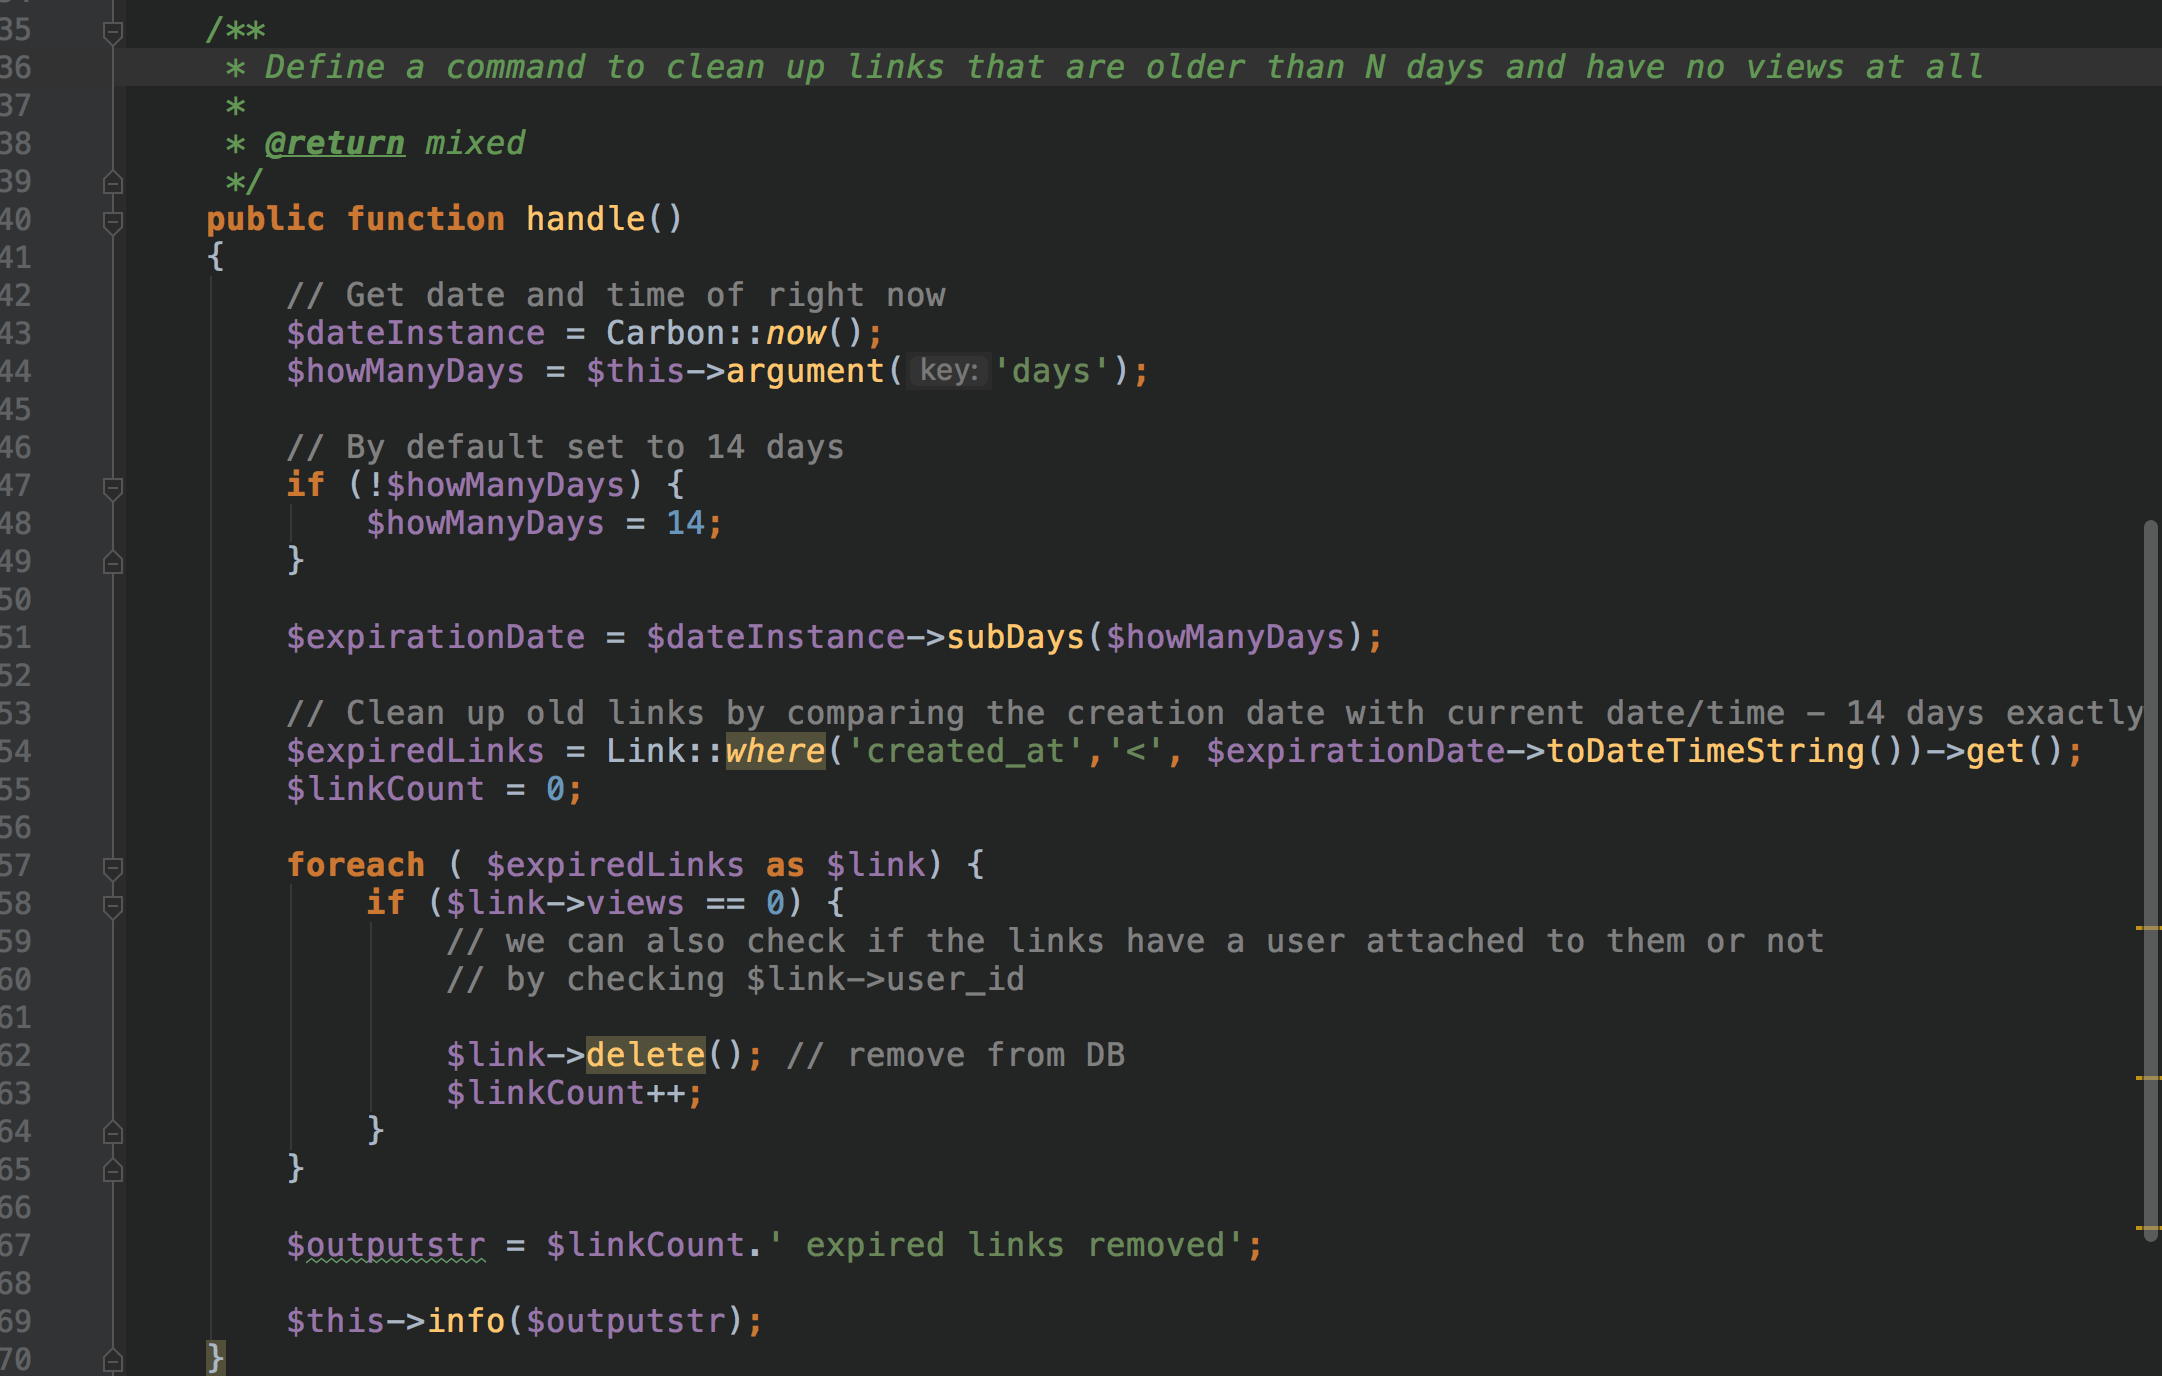 35 /**
36 * Define a command to clean up links that are older than N days and have no views at all
37 *
38 * @return mixed
39 */
40 public function handle()
41 {
42 // Get date and time of right now
43 $dateInstance = Carbon::now();
44 $howManyDays = $this->argument( key: 'days');
45
46 // By default set to 14 days
47 if (!$howManyDays) {
48 $howManyDays = 14;
49 }
50
51 $expirationDate = $dateInstance->subDays($howManyDays);
52
53 // Clean up old links by comparing the creation date with current date/time - 14 days exactly
54 $expiredLinks = Link::where('created_at','<', $expirationDate->toDateTimeString())->get();
55 $linkCount = 0;
56
57 foreach ( $expiredLinks as $link) {
58 if ($link->views == 0) {
59 // we can also check if the links have a user attached to them or not
60 // by checking $link->user_id
61
62 $link->delete(); // remove from DB
63 $linkCount++;
64 }
65 }
66
67 $outputstr = $linkCount.' expired links removed';
68
69 $this->info($outputstr);
70 }